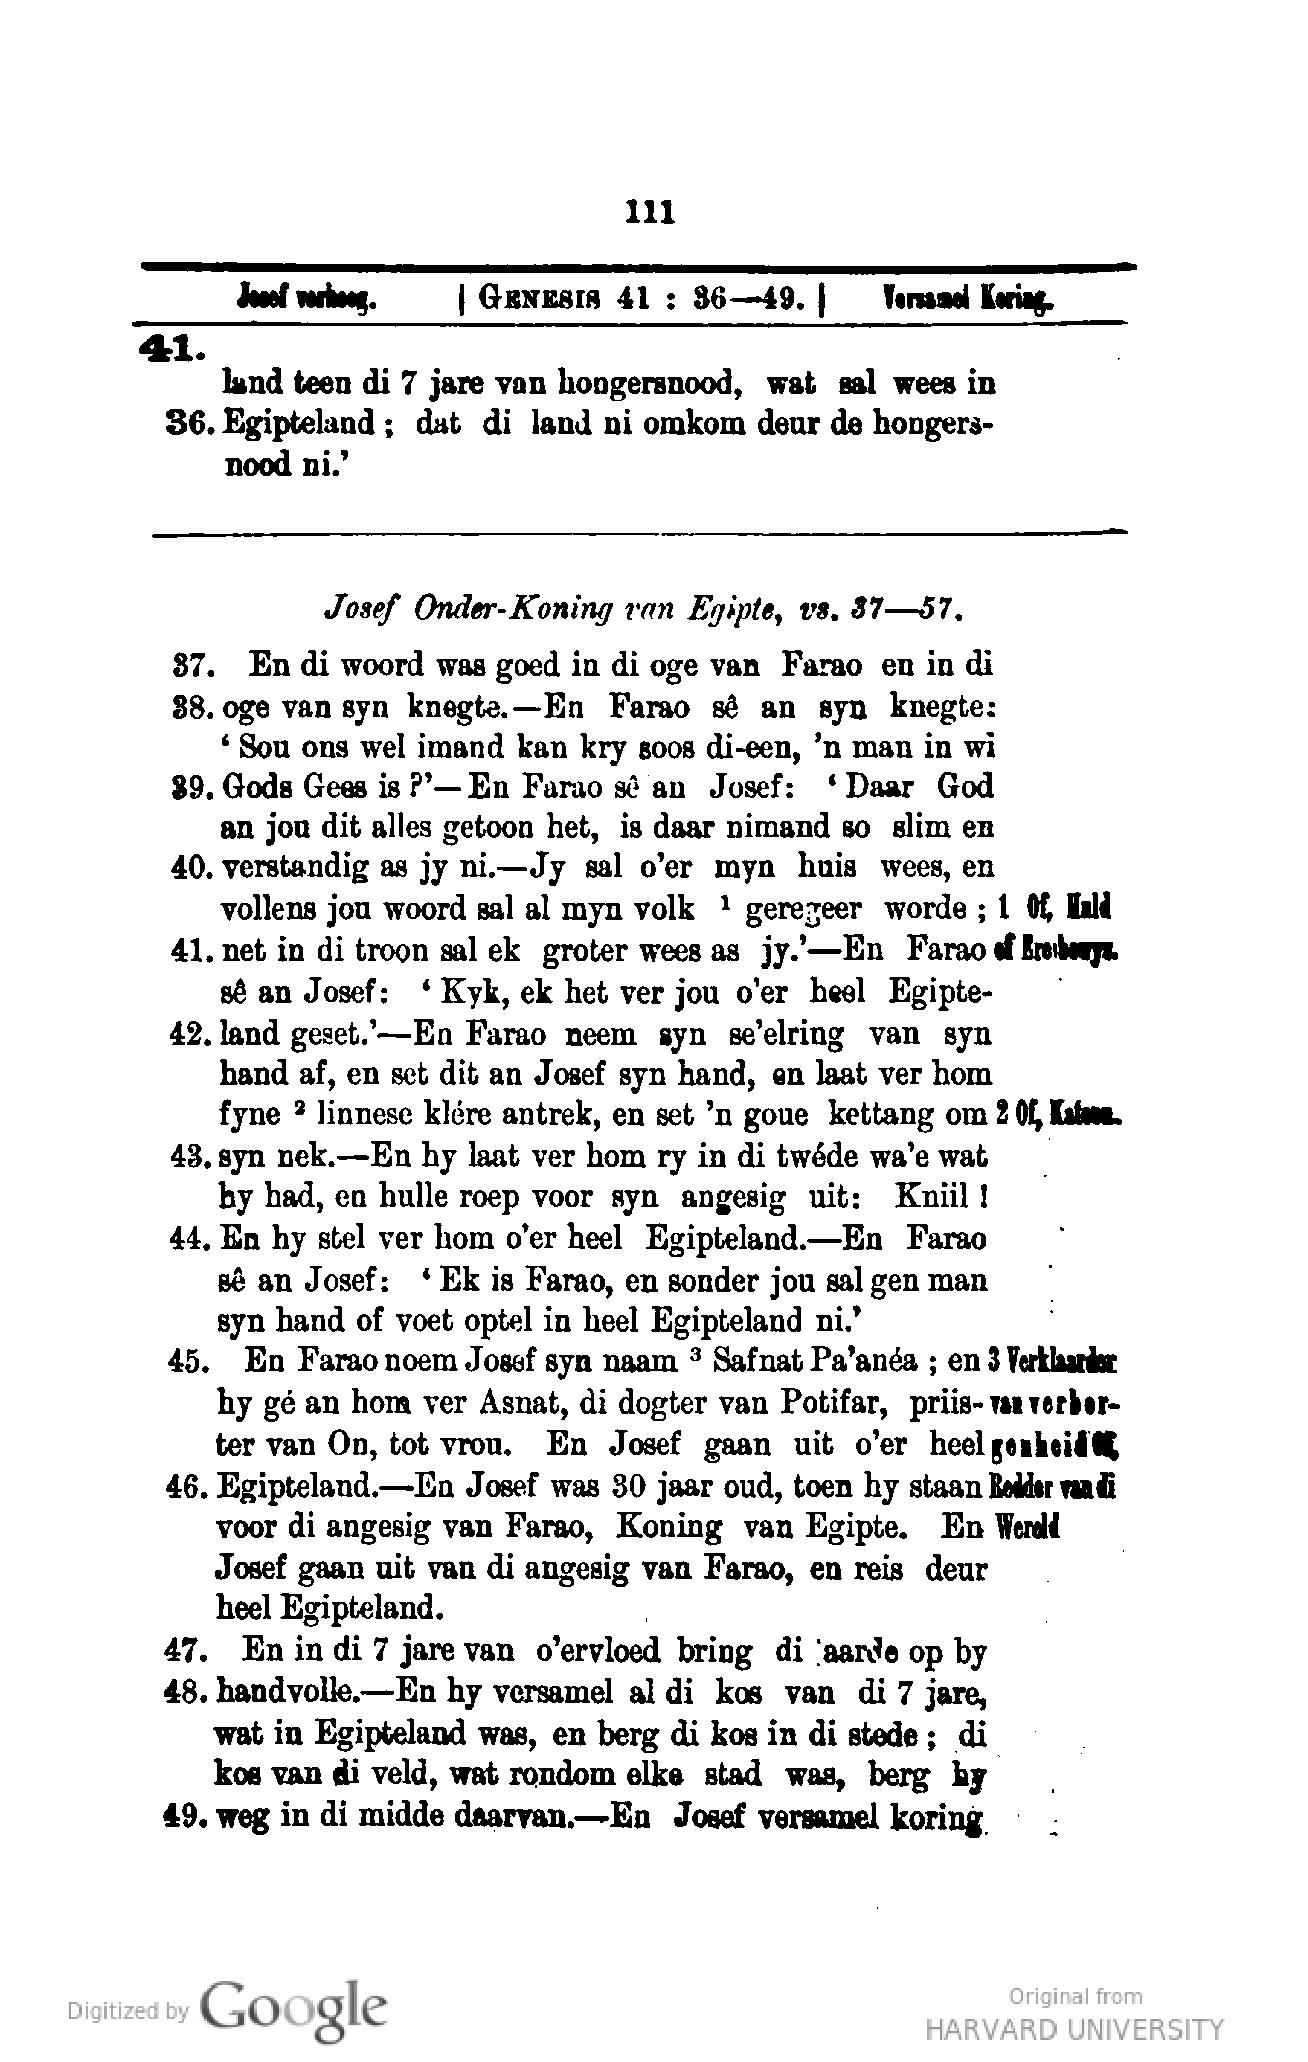 111
Josef verhoog. | GENESIS 41 : 36—49. | Versamel Koring.
41.
land teen di 7 jare van hongersnood, wat sal wees in
36. Egipteland ; dat di land ni omkom deur de hongers-
nood ni.’
Josef Onder-Koning van Egipte, vs. 37—57.
37. En di woord was goed in di oge van Farao en in di
38. oge van syn knegte.—En Farao sê an syn knegte:
‘ Sou ons wel imand kan kry soos di-een, ’n man in wi
39. Gods Gees is ?’—En Farao sê an Josef: ‘ Daar God
an jou dit alles getoon het, is daar nimand so slim en
40. verstandig as jy ni.—Jy sal o’er myn huis wees, en
vollens jou woord sal al myn volk ¹ geregeer worde ; 1 Of, Huld
41. net in di troon sal ek groter wees as jy.’—En Farao of
sê an Josef: ‘ Kyk, ek het ver jou o’er heel Egipte-
42. land geset.’—En Farao neem syn se’elring van syn
hand af, en set dit an Josef syn hand, en laat ver hom
fyne ² linnese klére antrek, en set ’n goue kettang om 2 Of, Katoen.
43. syn nek.—En hy laat ver hom ry in di twéde wa’e wat
hy had, en hulle roep voor syn angesig uit: Kniil !
44. En hy stel ver hom o’er heel Egipteland.—En Farao
sê an Josef: ‘ Ek is Farao, en sonder jou sal gen man
syn hand of voet optel in heel Egipteland ni.’
45. En Farao noem Josef syn naam ³ Safnat Pa’anéa ; en 3 Verklaarder
hy gé an hom ver Asnat, di dogter van Potifar, priis- van verbor-
ter van On, tot vrou. En Josef gaan uit o’er heel genheid Of,
46. Egipteland.—En Josef was 30 jaar oud, toen hy staan Redder van di
voor di angesig van Farao, Koning van Egipte. En Wereld
Josef gaan uit van di angesig van Farao, en reis deur
heel Egipteland.
47. En in di 7 jare van o’ervloed bring di aarde op by
48. handvolle.—En hy versamel al di kos van di 7 jare,
wat in Egipteland was, en berg di kos in di stede ; di
kos van di veld, wat rondom elke stad was, berg hy
49. weg in di midde daarvan.—En Josef versamel koring
Digitized by Google
Original from
HARVARD UNIVERSITY